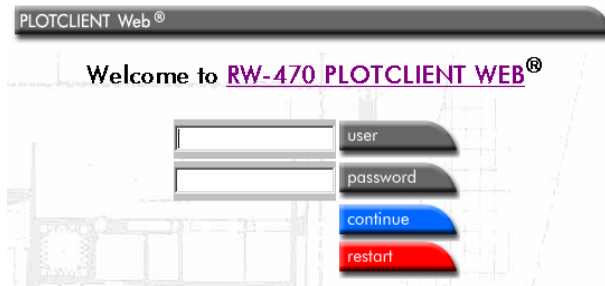 PLOTCLIENT Web®
Welcome to RW-470 PLOTCLIENT WEB®
user
password
continue
restart